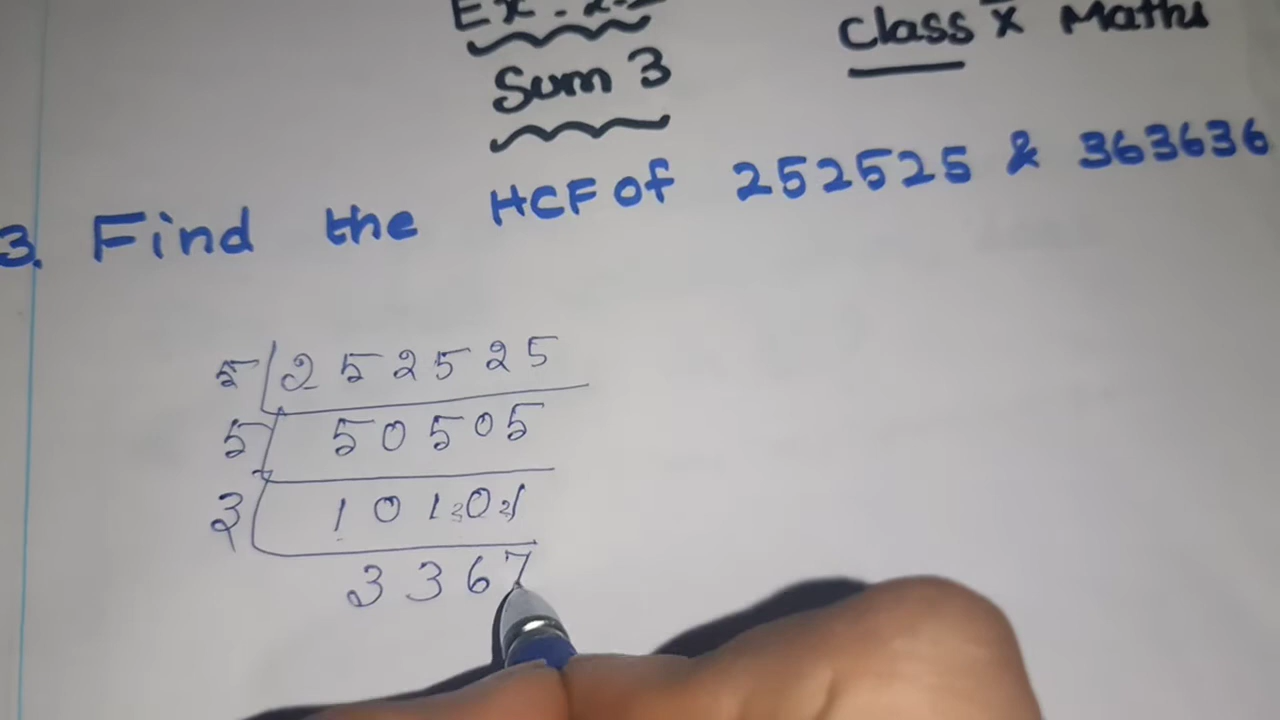 Class X Maths
Sum 3
3. Find the HCF of 252525 & 363636
5 252525
5 50505
3 10101
3367